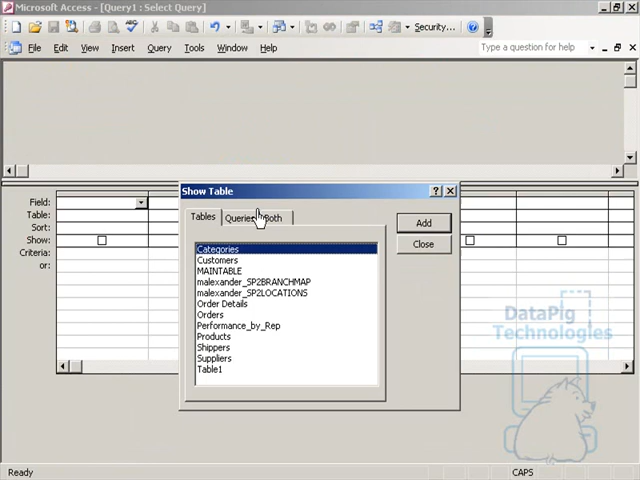 Microsoft Access - [Query1 : Select Query]
Security...
File Edit View Insert Query Tools Window Help
Type a question for help
Show Table
Tables Queries Both
Add
Close
Categories
Customers
MAINTABLE
malexander_SP2BRANCHMAP
malexander_SP2LOCATIONS
Order Details
Orders
Performance_by_Rep
Products
Shippers
Suppliers
Table1
Field:
Table:
Sort:
Show:
Criteria:
or:
DataPig
Technologies
Ready
CAPS